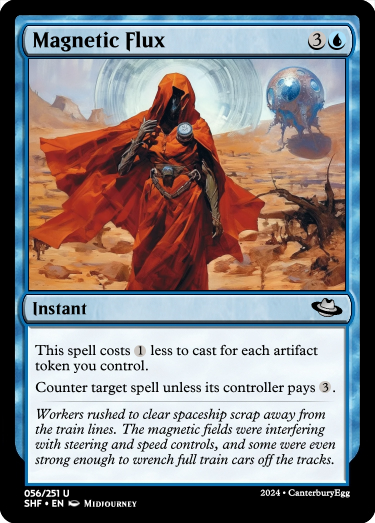 Magnetic Flux 3
Instant
This spell costs 1 less to cast for each artifact
token you control.
Counter target spell unless its controller pays 3.
Workers rushed to clear spaceship scrap away from
the train lines. The magnetic fields were interfering
with steering and speed controls, and some were even
strong enough to wrench full train cars off the tracks.
056/251 U
SHF • EN MIDJOURNEY
2024 • CanterburyEgg